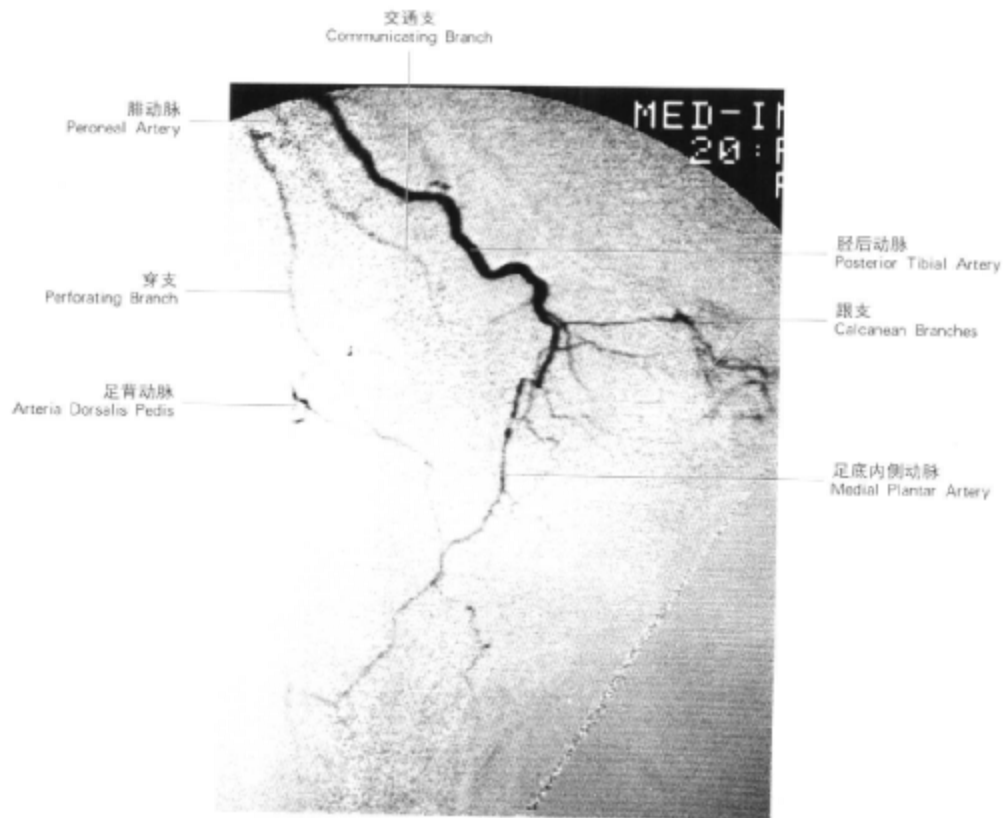 交通支
Communicating Branch
腓动脉
Peroneal Artery
MED-IM
20:F
穿支
Perforating Branch
胫后动脉
Posterior Tibial Artery
跟支
Calcanean Branches
足背动脉
Arteria Dorsalis Pedis
足底内侧动脉
Medial Plantar Artery